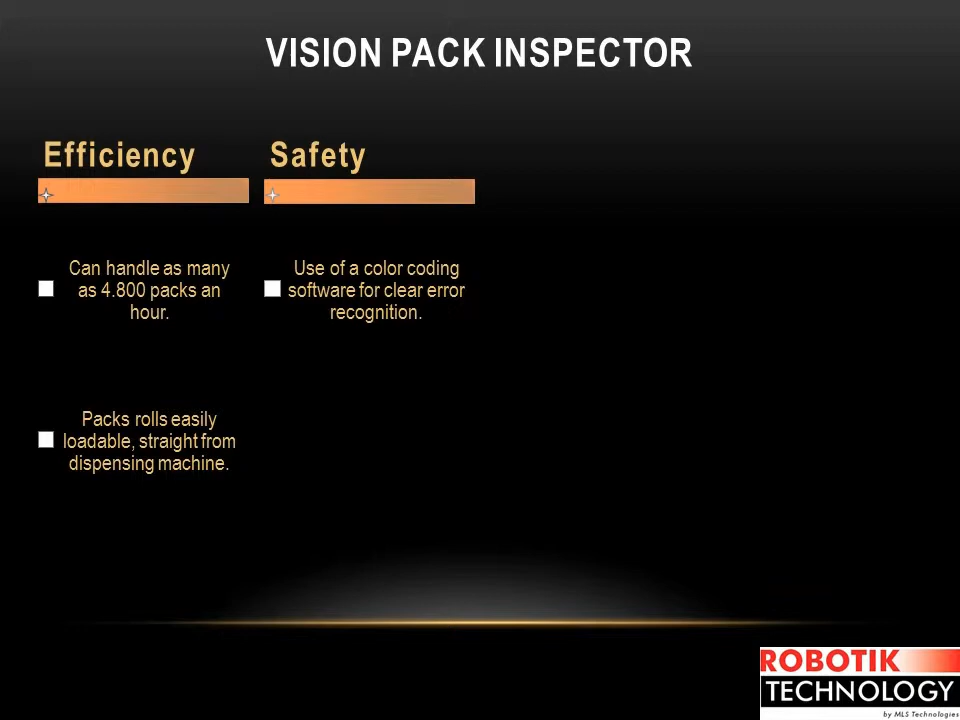 VISION PACK INSPECTOR
Efficiency
Safety
Can handle as many
as 4.800 packs an
hour.
Use of a color coding
software for clear error
recognition.
Packs rolls easily
loadable, straight from
dispensing machine.
ROBOTIK
TECHNOLOGY
by MLS Technologies